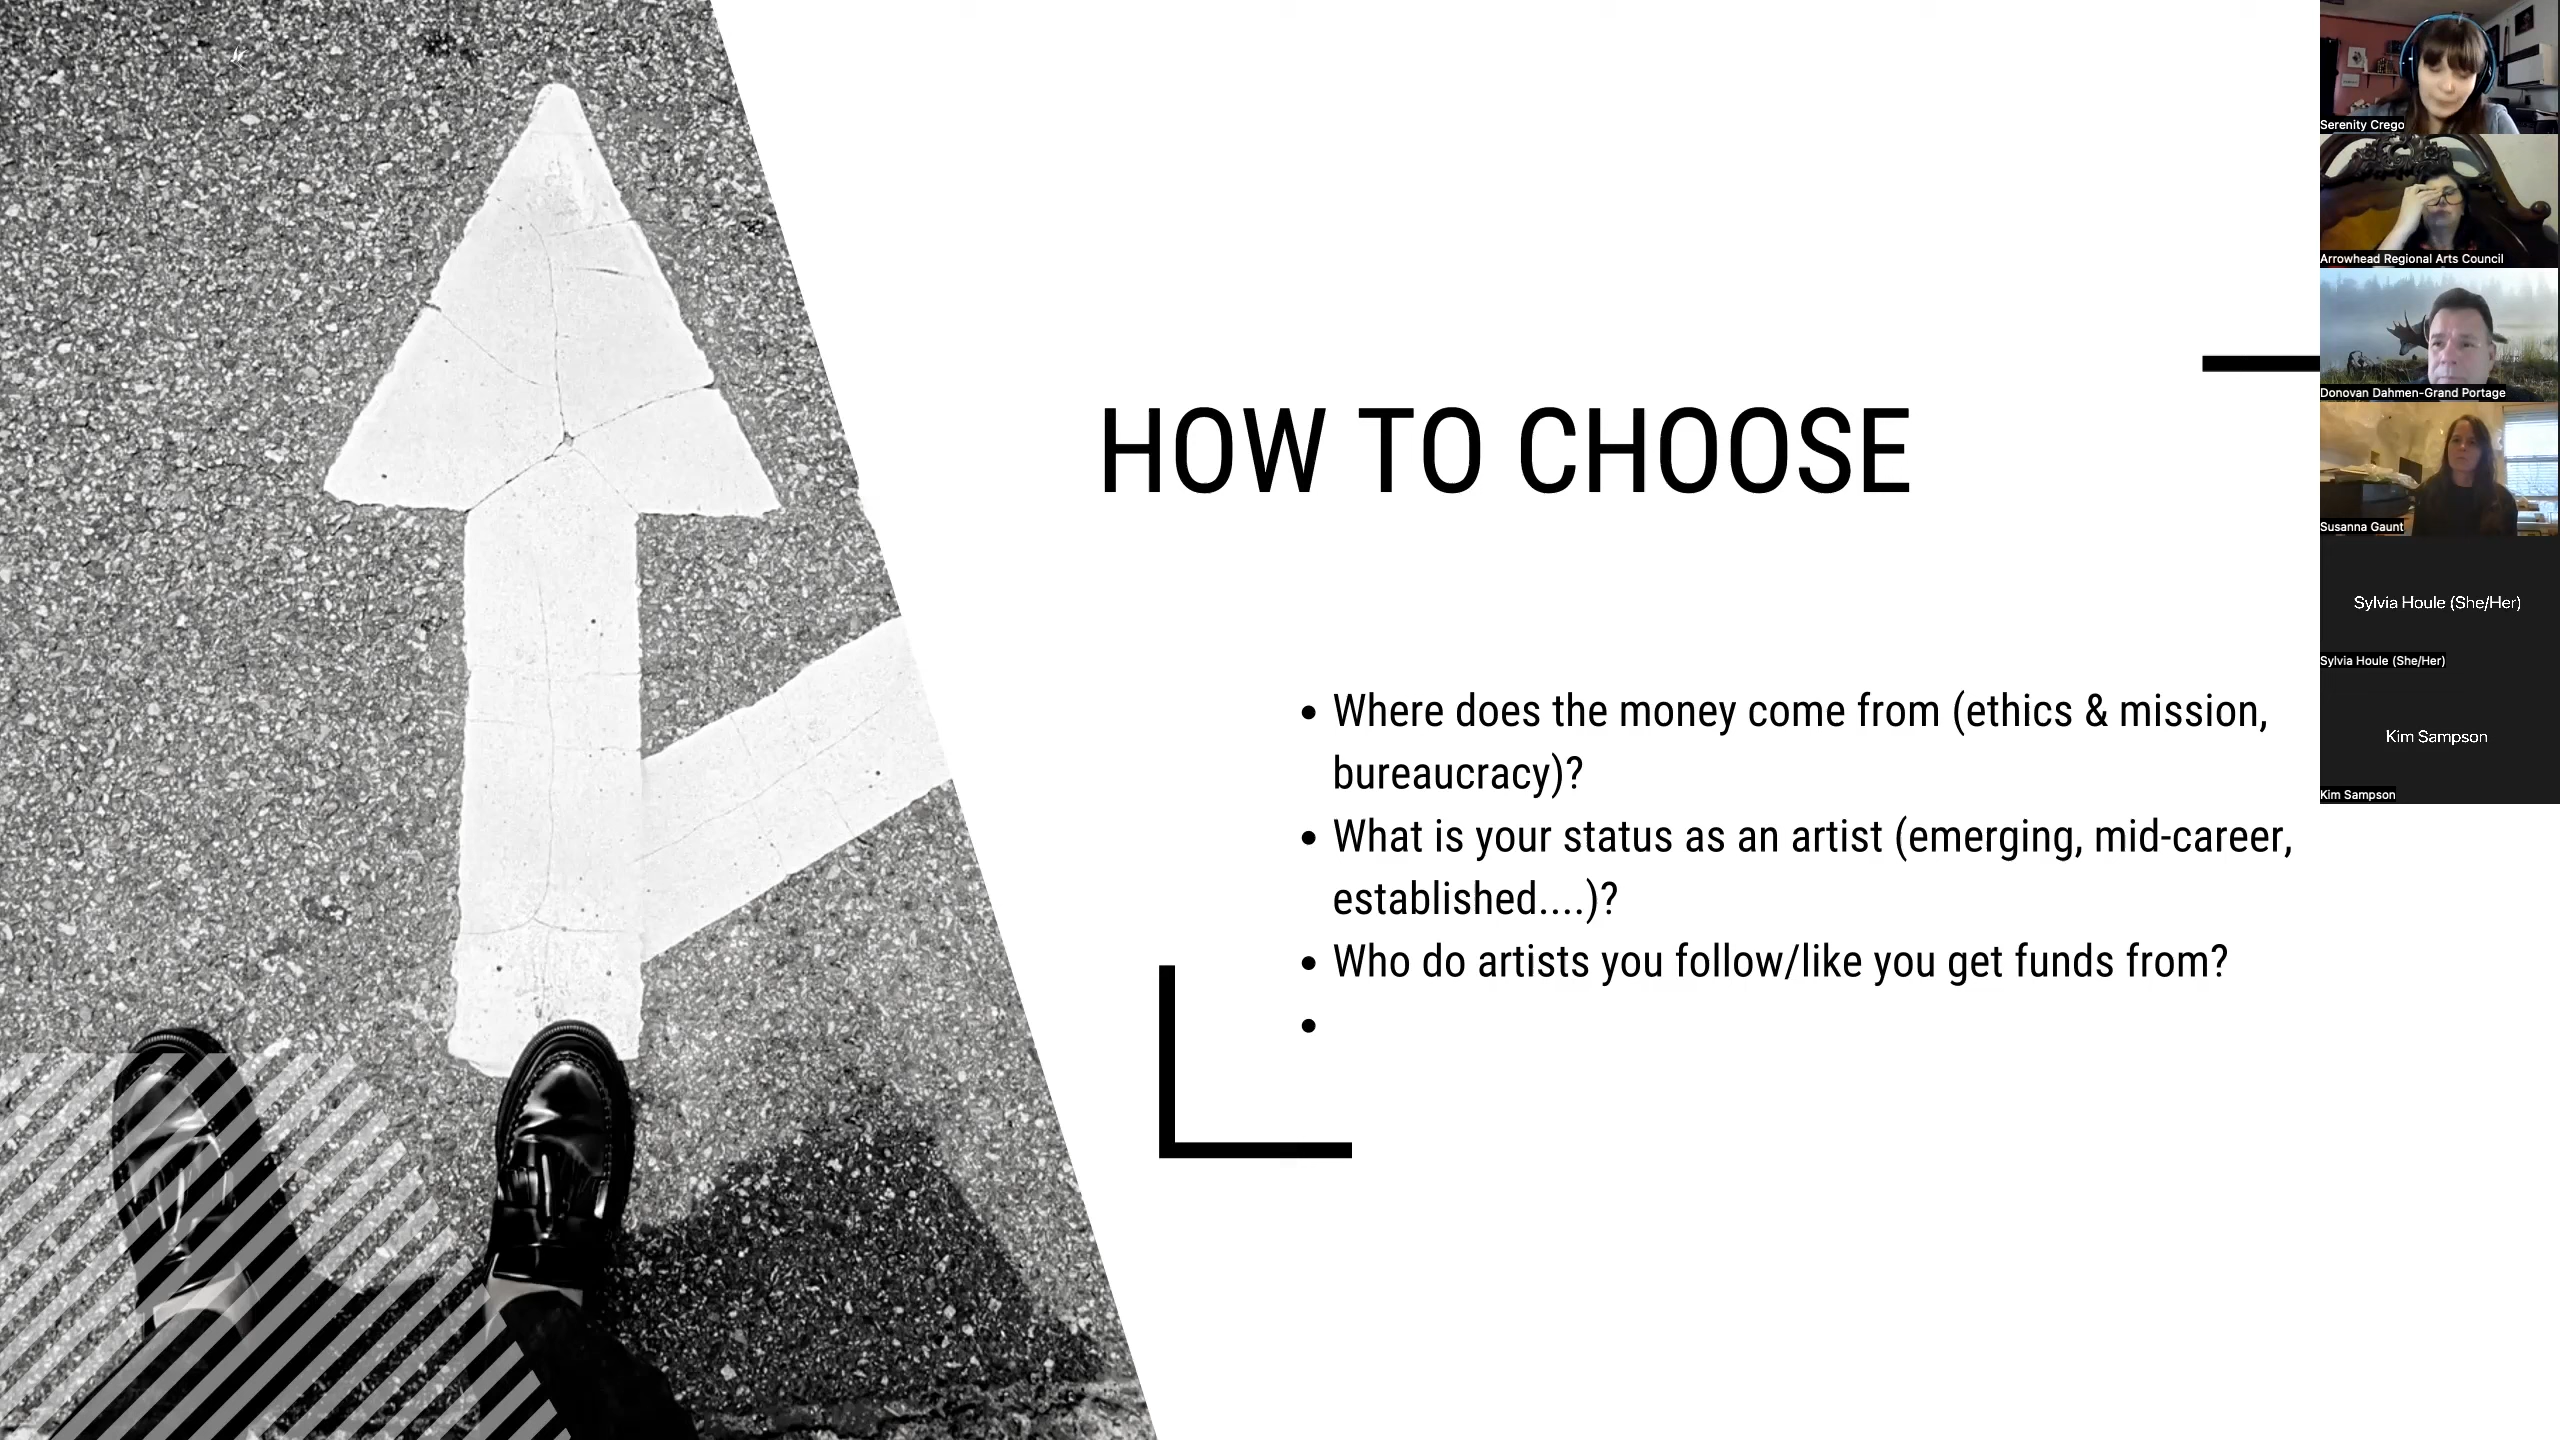 HOW TO CHOOSE
• Where does the money come from (ethics & mission,
bureaucracy)?
• What is your status as an artist (emerging, mid-career,
established....)?
• Who do artists you follow/like you get funds from?
•
Serenity Crego
Arrowhead Regional Arts Council
Donovan Dahmen-Grand Portage
Susanna Gaunt
Sylvia Houle (She/Her)
Sylvia Houle (She/Her)
Kim Sampson
Kim Sampson